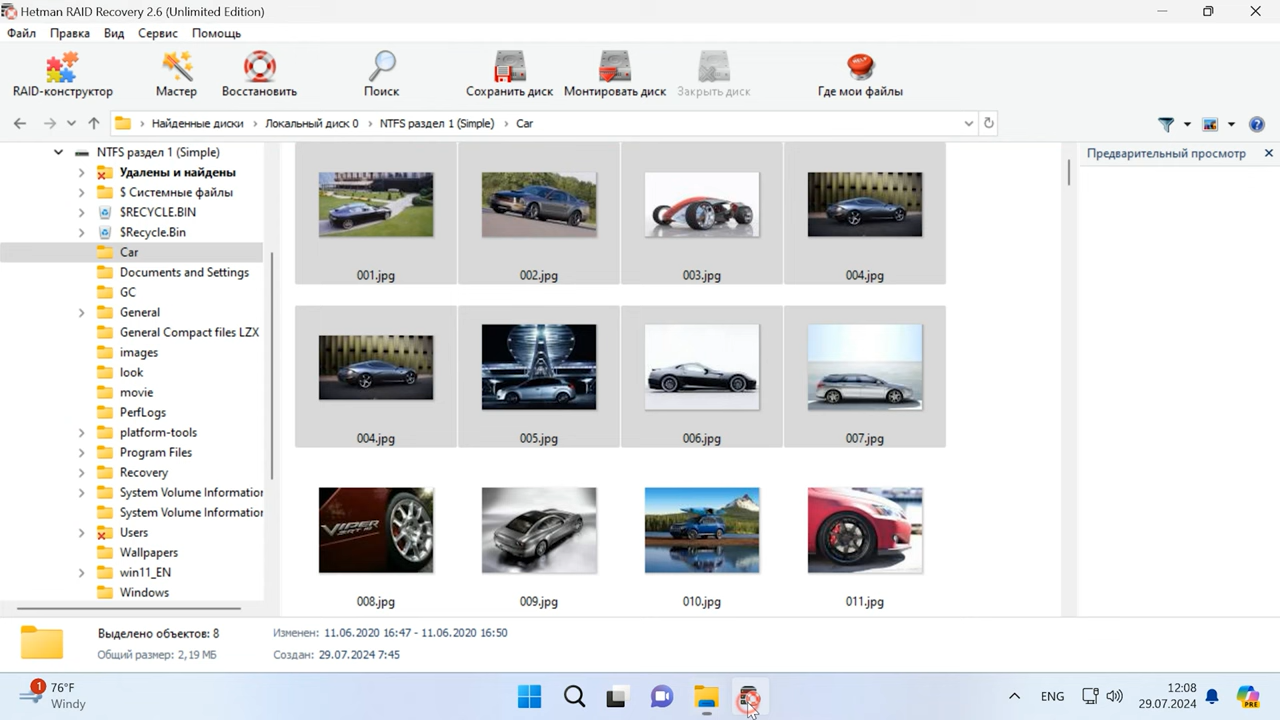 Hetman RAID Recovery 2.6 (Unlimited Edition)
Файл Правка Вид Сервис Помощь
RAID-конструктор Мастер Восстановить Поиск Сохранить диск Монтировать диск Закрыть диск Где мои файлы
Найденные диски Локальный диск 0 NTFS раздел 1 (Simple) Car
NTFS раздел 1 (Simple)
Удалены и найдены
$ Системные файлы
$RECYCLE.BIN
$Recycle.Bin
Car
Documents and Settings
GC
General
General Compact files LZX
images
look
movie
PerfLogs
platform-tools
Program Files
Recovery
System Volume Information
System Volume Information
Users
Wallpapers
win11_EN
Windows
001.jpg 002.jpg 003.jpg 004.jpg
004.jpg 005.jpg 006.jpg 007.jpg
VIPER
SRT-10
008.jpg 009.jpg 010.jpg 011.jpg
Предварительный просмотр
Выделено объектов: 8 Изменен: 11.06.2020 16:47 - 11.06.2020 16:50
Общий размер: 2,19 МБ Создан: 29.07.2024 7:45
1
76°F
Windy
ENG
12:08
29.07.2024
PRE